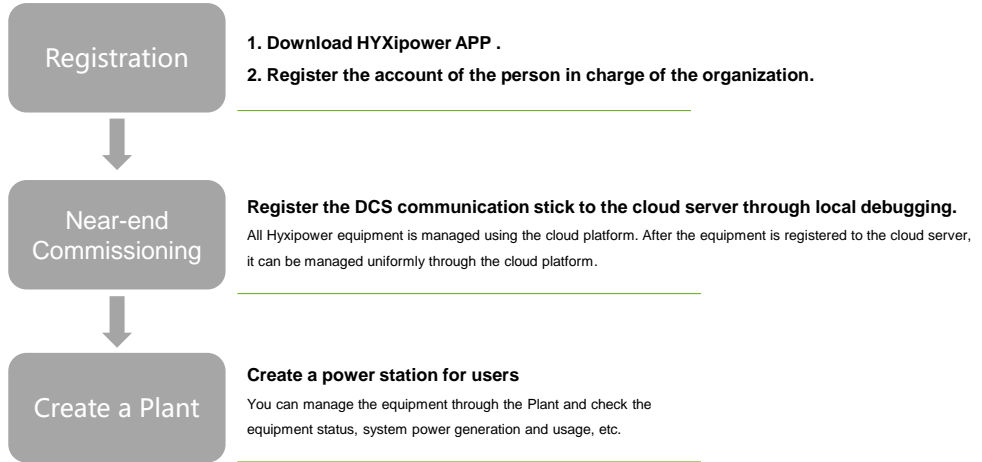 Registration
1. Download HYXipower APP .
2. Register the account of the person in charge of the organization.
Near-end
Commissioning
Register the DCS communication stick to the cloud server through local debugging.
All Hyxipower equipment is managed using the cloud platform. After the equipment is registered to the cloud server,
it can be managed uniformly through the cloud platform.
Create a Plant
Create a power station for users
You can manage the equipment through the Plant and check the
equipment status, system power generation and usage, etc.